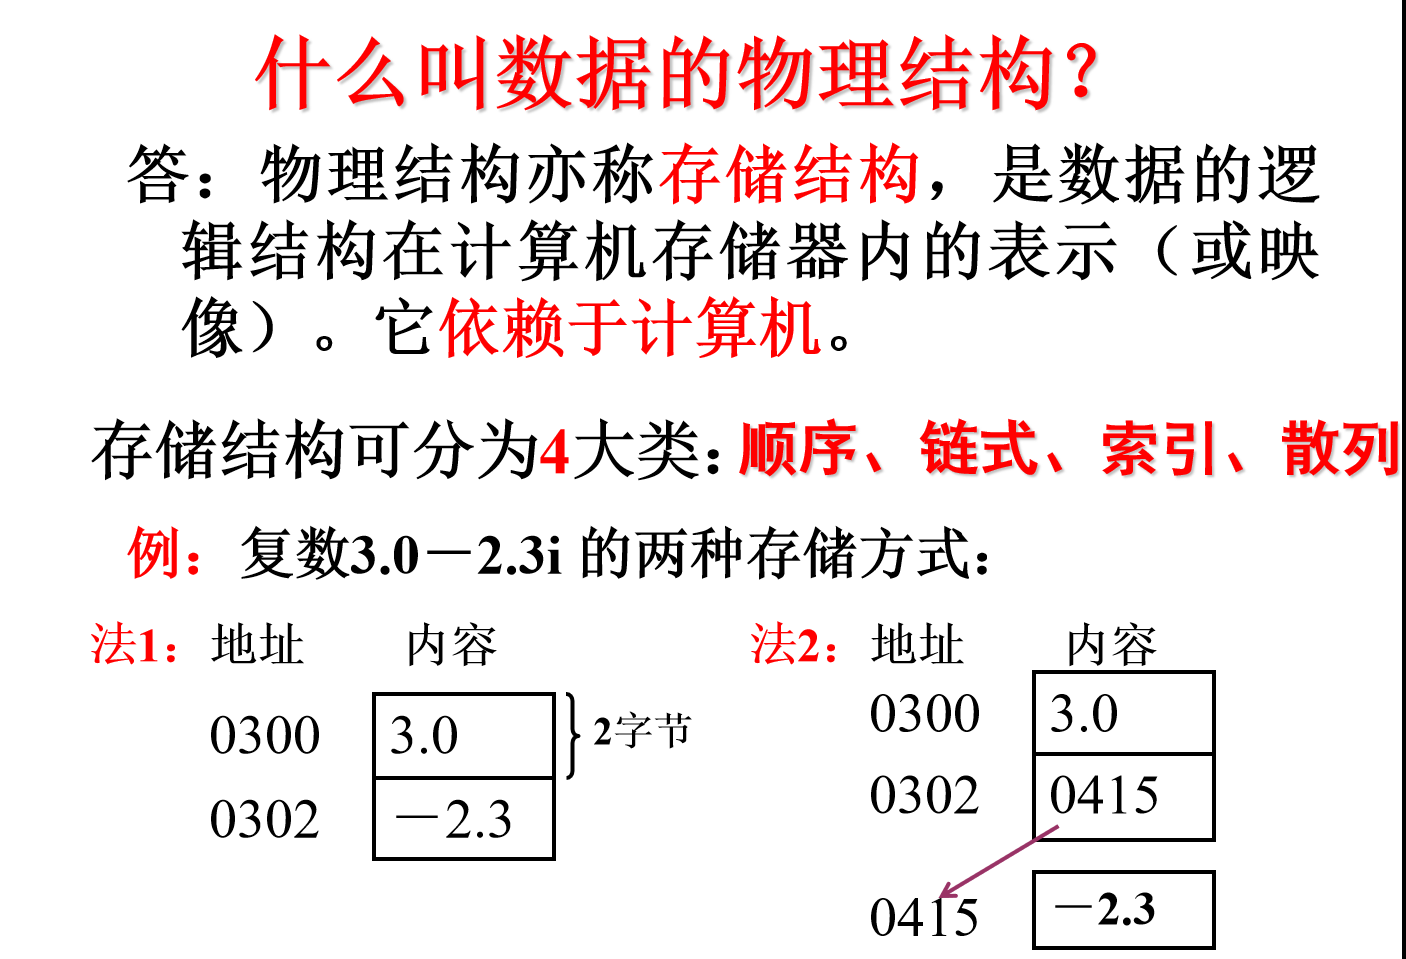 什么叫数据的物理结构？
答：物理结构亦称存储结构，是数据的逻
辑结构在计算机存储器内的表示（或映
像）。它依赖于计算机。
存储结构可分为4大类：顺序、链式、索引、散列
例：复数3.0－2.3i 的两种存储方式：
法1：地址 内容
0300 3.0 2字节
0302 －2.3
法2：地址 内容
0300 3.0
0302 0415
0415 －2.3